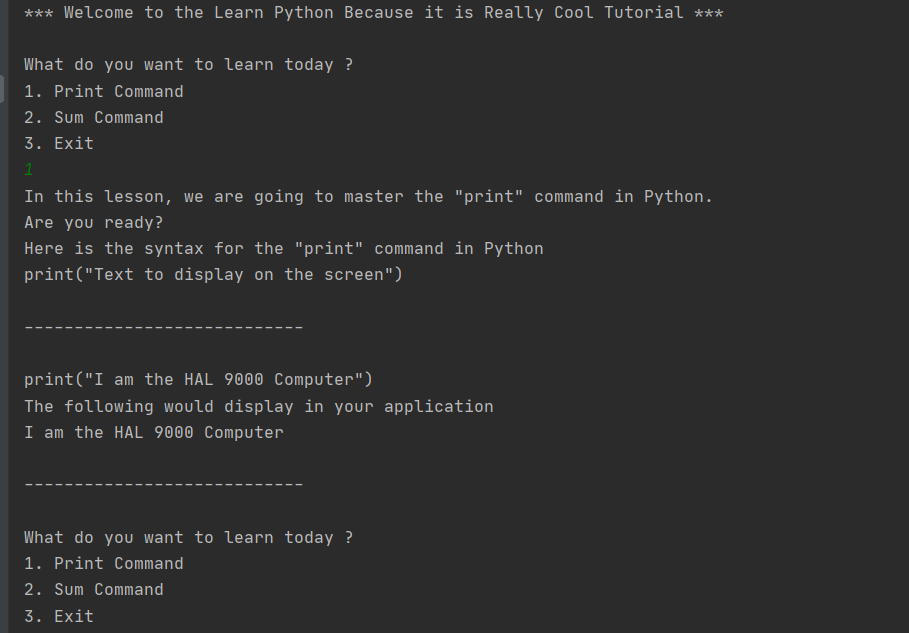 *** Welcome to the Learn Python Because it is Really Cool Tutorial ***
What do you want to learn today ?
1. Print Command
2. Sum Command
3. Exit
1
In this lesson, we are going to master the "print" command in Python.
Are you ready?
Here is the syntax for the "print" command in Python
print("Text to display on the screen")
----------------------------
print("I am the HAL 9000 Computer")
The following would display in your application
I am the HAL 9000 Computer
----------------------------
What do you want to learn today ?
1. Print Command
2. Sum Command
3. Exit